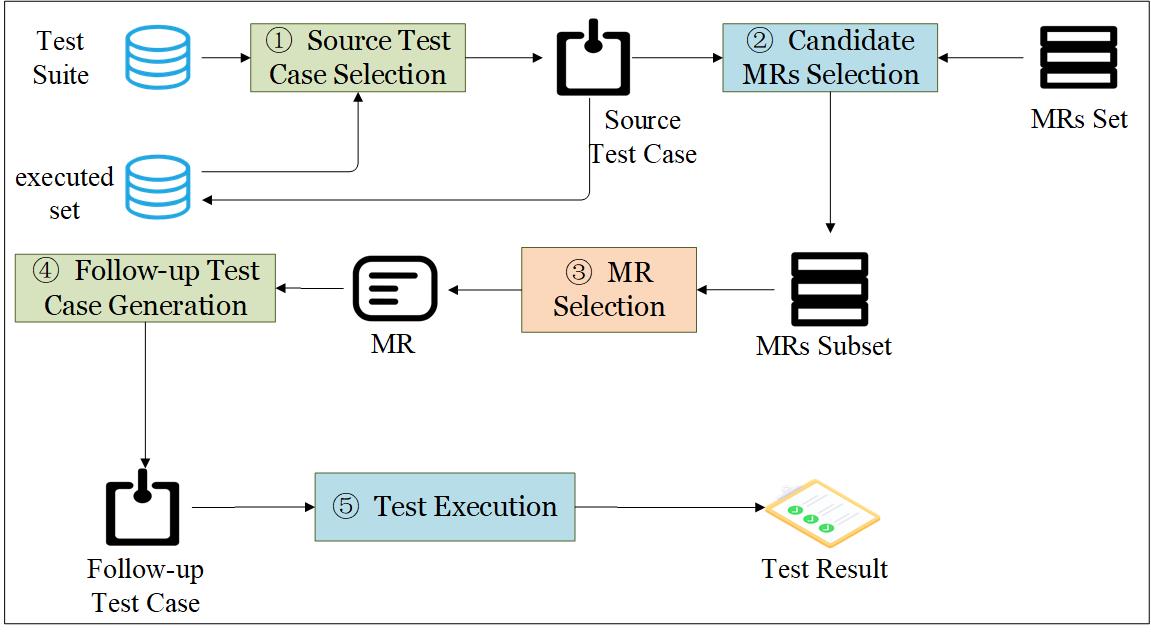 Test
Suite
① Source Test
Case Selection
② Candidate
MRs Selection
MRs Set
Source
Test Case
executed
set
④ Follow-up Test
Case Generation
MR
③ MR
Selection
MRs Subset
⑤ Test Execution
Follow-up
Test Case
Test Result